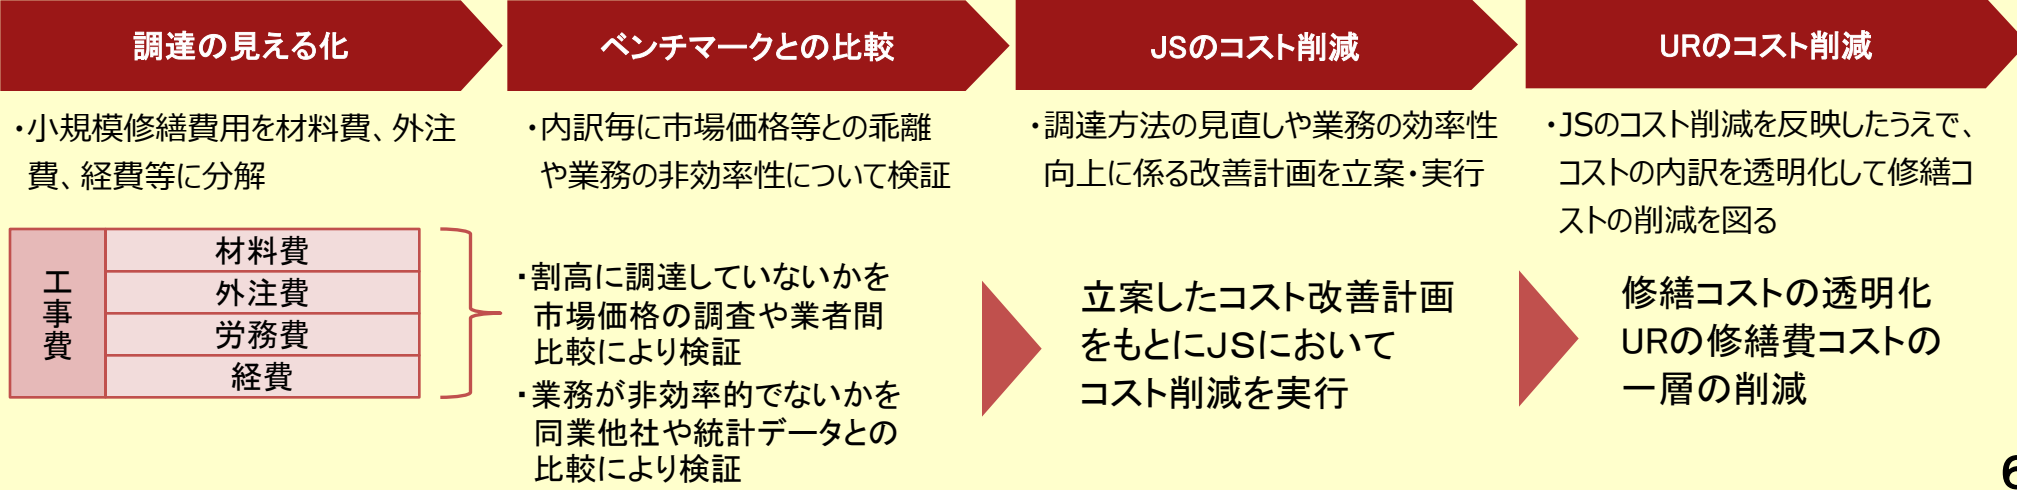 調達の見える化
ベンチマークとの比較
JSのコスト削減
URのコスト削減
・小規模修繕費用を材料費、外注
費、経費等に分解
・内訳毎に市場価格等との乖離
や業務の非効率性について検証
・調達方法の見直しや業務の効率性
向上に係る改善計画を立案・実行
・JSのコスト削減を反映したうえで、
コストの内訳を透明化して修繕コ
ストの削減を図る
工事費
材料費
外注費
労務費
経費
・割高に調達していないかを
市場価格の調査や業者間
比較により検証
・業務が非効率的でないかを
同業他社や統計データとの
比較により検証
立案したコスト改善計画
をもとにJSにおいて
コスト削減を実行
修繕コストの透明化
URの修繕費コストの
一層の削減
6